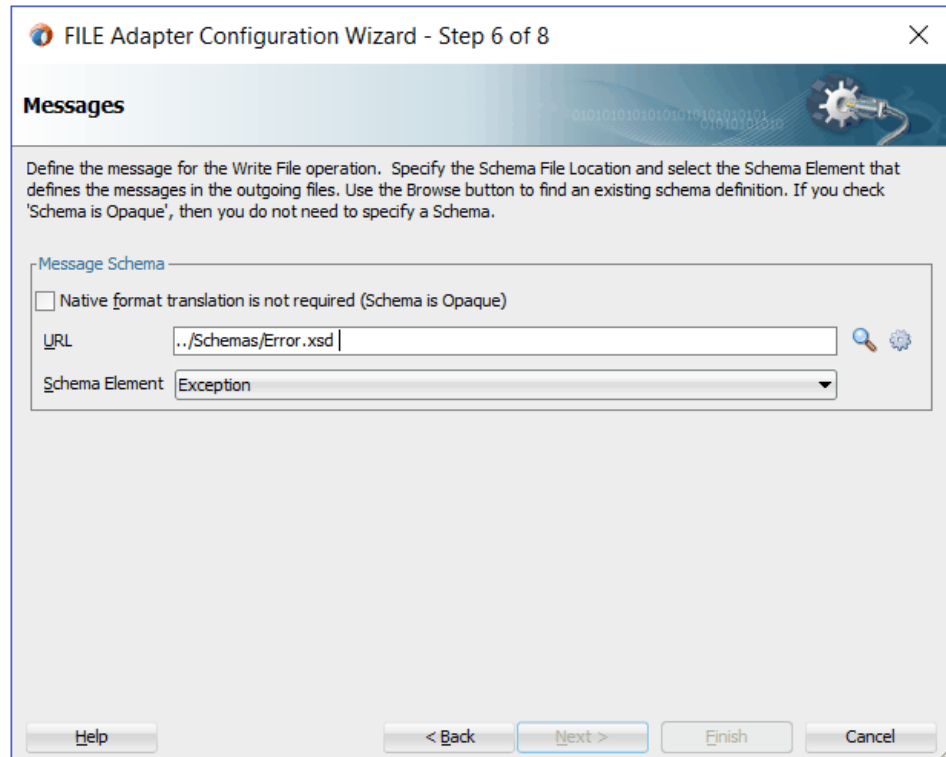 FILE Adapter Configuration Wizard - Step 6 of 8
Messages
0101010101010101010101010101
01010101010
Define the message for the Write File operation.  Specify the Schema File Location and select the Schema Element that
defines the messages in the outgoing files. Use the Browse button to find an existing schema definition. If you check
'Schema is Opaque', then you do not need to specify a Schema.
Message Schema
Native format translation is not required (Schema is Opaque)
URL ../Schemas/Error.xsd
Schema Element Exception
Help < Back Next > Finish Cancel